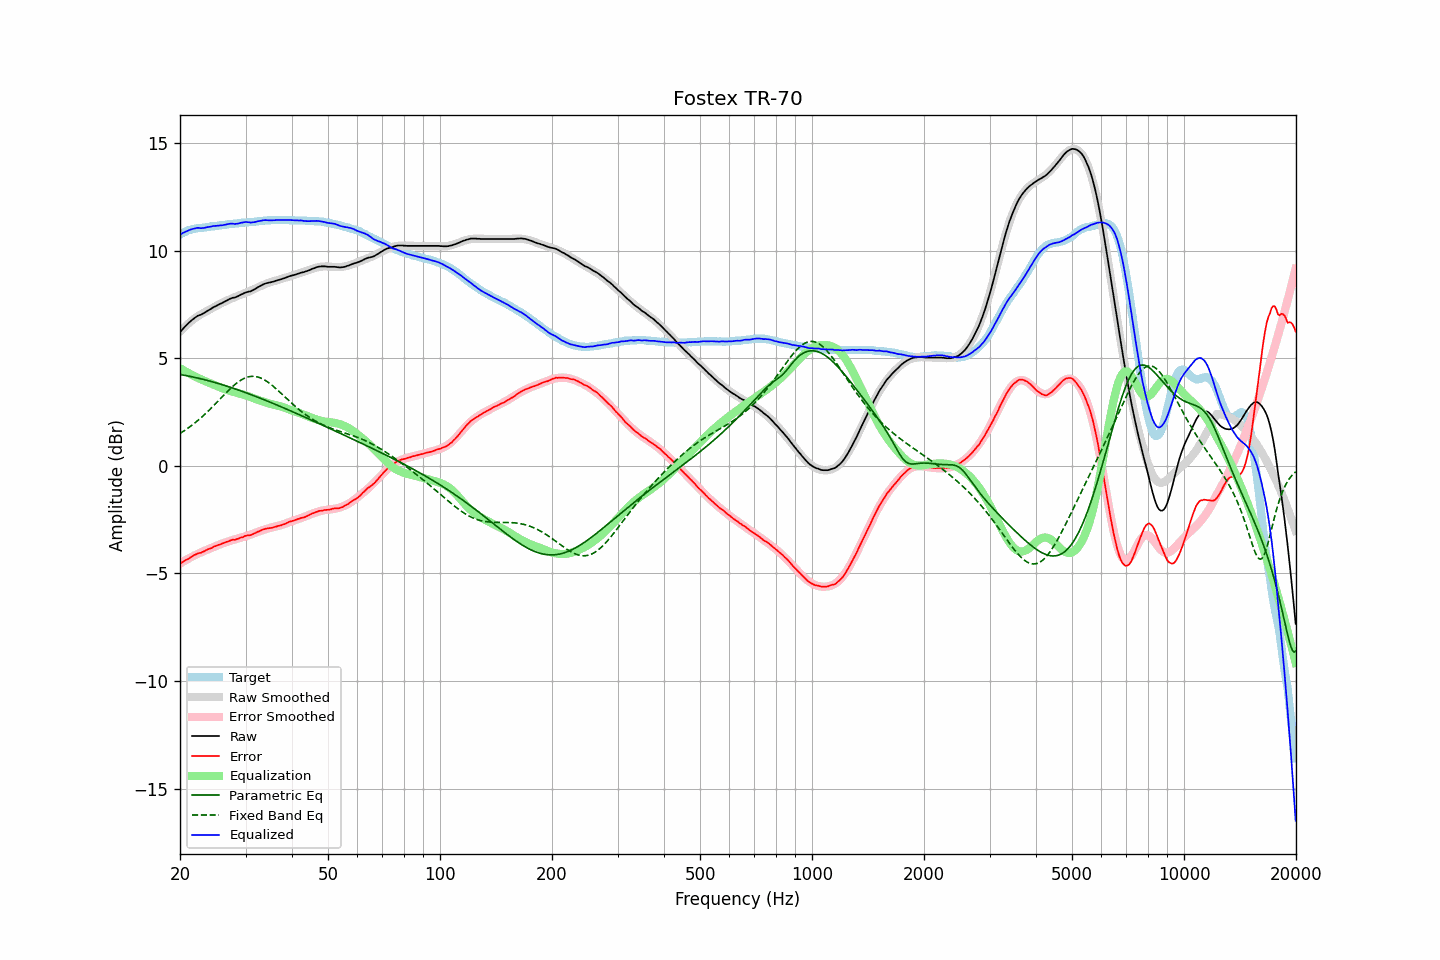 Fostex TR-70
Amplitude (dBr)
15
10
5
0
−5
−10
−15
Target
Raw Smoothed
Error Smoothed
Raw
Error
Equalization
Parametric Eq
Fixed Band Eq
Equalized
20 50 100 200 500 1000 2000 5000 10000 20000
Frequency (Hz)